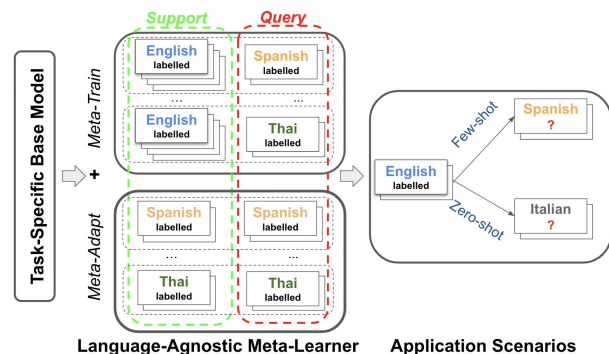 Task-Specific Base Model
+
Meta-Train
Meta-Adapt
Support
Query
English
labelled
Spanish
labelled
...
...
English
labelled
Thai
labelled
Spanish
labelled
Spanish
labelled
...
...
Thai
labelled
Thai
labelled
Language-Agnostic Meta-Learner
English
labelled
Few-shot
Zero-shot
Spanish
?
Italian
?
Application Scenarios